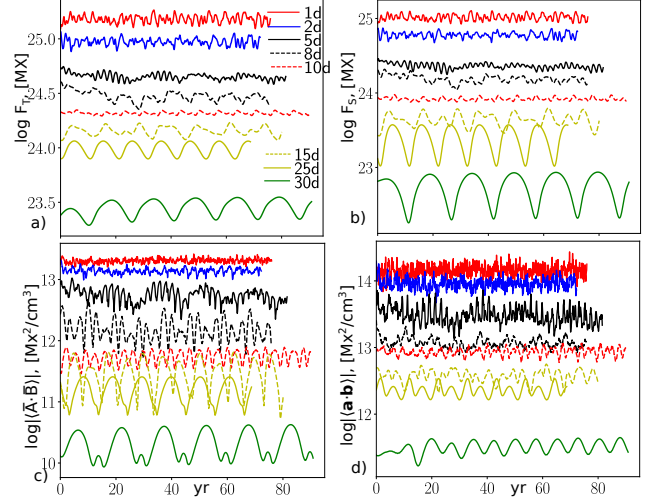 25.0
24.5
24.0
23.5
log F_T, [MX]
0 20 40 60 80
a)
1d
2d
5d
8d
10d
15d
25d
30d
25
24
23
log F_S, [MX]
0 20 40 60 80
b)
13
12
11
10
log|⟨A̅·B̅⟩|, [Mx²/cm³]
0 20 40 60 80
yr
c)
14
13
12
log|⟨a·b⟩|, [Mx²/cm³]
0 20 40 60 80
yr
d)